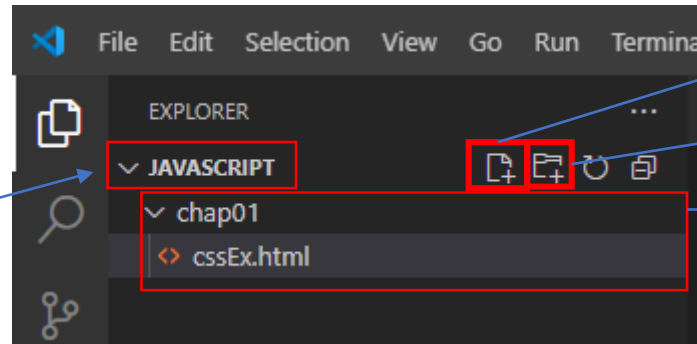 File Edit Selection View Go Run Termina
EXPLORER
JAVASCRIPT
chap01
cssEx.html